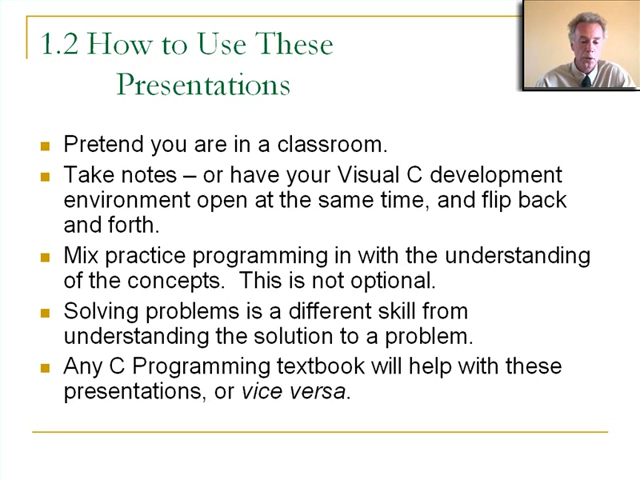 1.2 How to Use These
Presentations
Pretend you are in a classroom.
Take notes – or have your Visual C development
environment open at the same time, and flip back
and forth.
Mix practice programming in with the understanding
of the concepts.  This is not optional.
Solving problems is a different skill from
understanding the solution to a problem.
Any C Programming textbook will help with these
presentations, or vice versa.